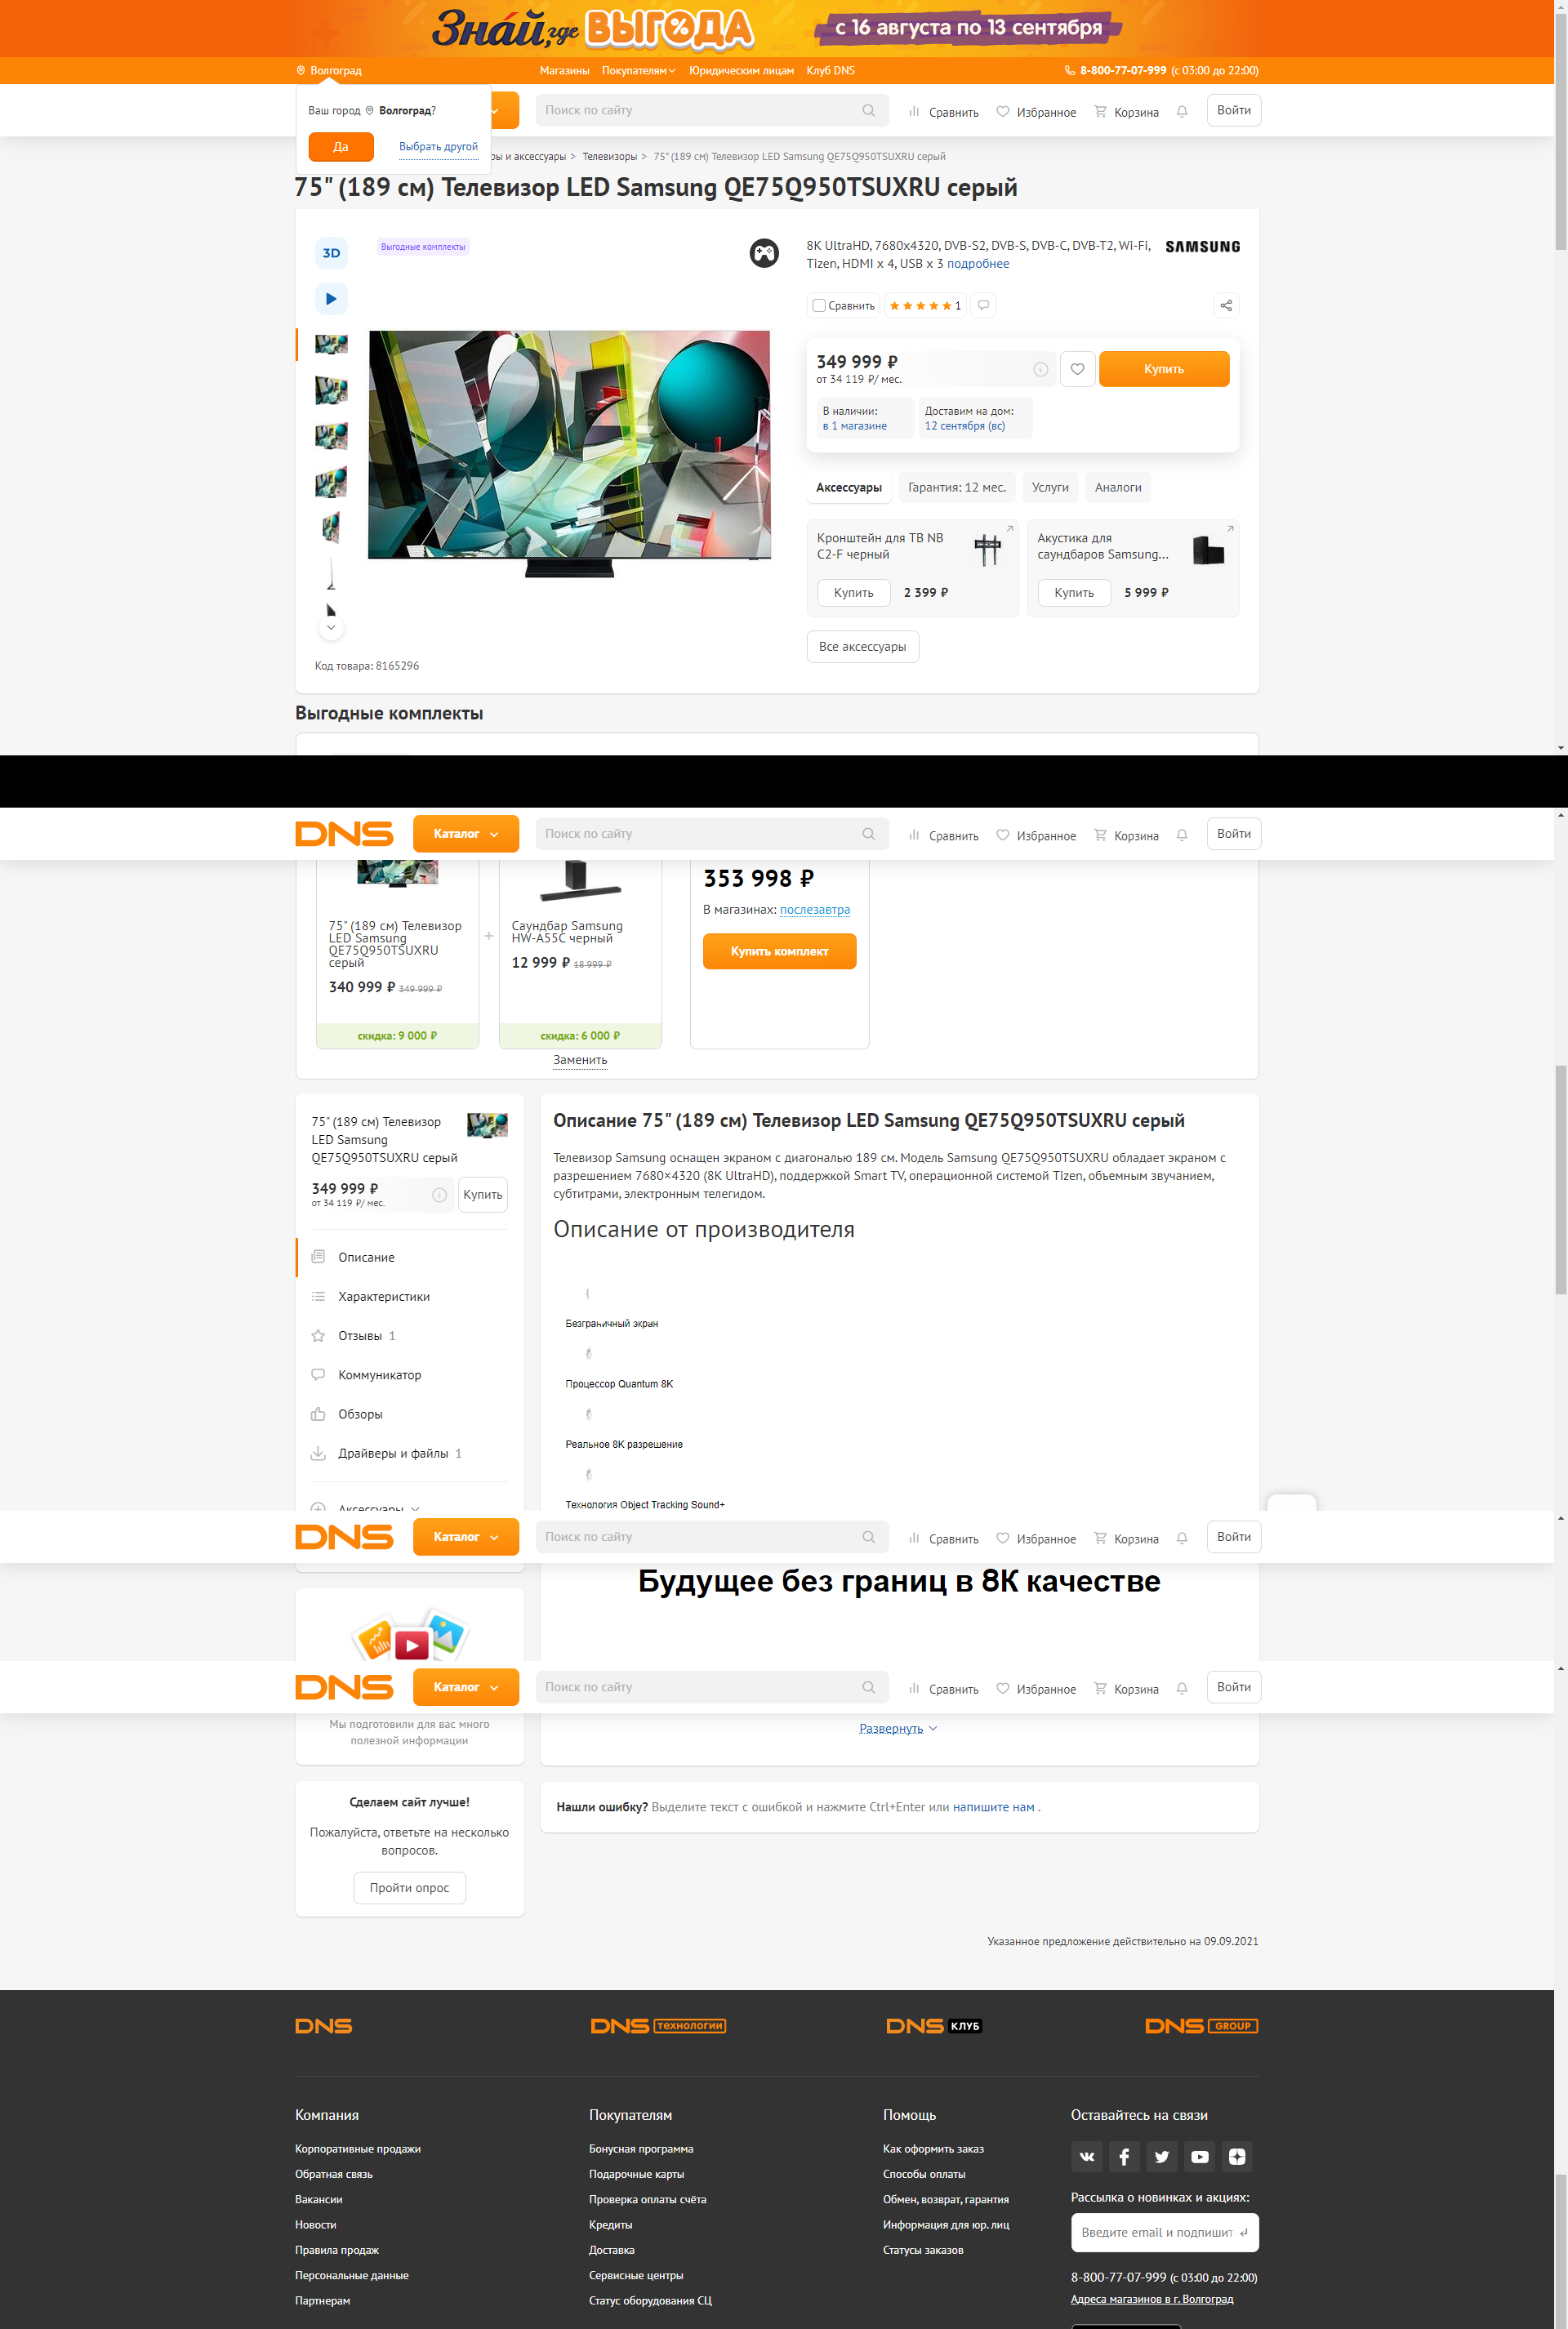 Знай, где ВЫГОДА
с 16 августа по 13 сентября
Волгоград
Магазины Покупателям Юридическим лицам Клуб DNS
8-800-77-07-999 (с 03:00 до 22:00)
Ваш город Волгоград?
Да Выбрать другой
Поиск по сайту
Сравнить Избранное Корзина Войти
и аксессуары > Телевизоры > 75" (189 см) Телевизор LED Samsung QE75Q950TSUXRU серый
75" (189 см) Телевизор LED Samsung QE75Q950TSUXRU серый
3D
Выгодные комплекты
8K UltraHD, 7680x4320, DVB-S2, DVB-S, DVB-C, DVB-T2, Wi-Fi,
Tizen, HDMI x 4, USB x 3 подробнее
SAMSUNG
Сравнить 1
349 999 ₽
от 34 119 ₽/ мес.
Купить
В наличии:
в 1 магазине
Доставим на дом:
12 сентября (вс)
Аксессуары Гарантия: 12 мес. Услуги Аналоги
Кронштейн для ТВ NB
C2-F черный
Купить 2 399 ₽
Акустика для
саундбаров Samsung...
Купить 5 999 ₽
Все аксессуары
Код товара: 8165296
Выгодные комплекты
DNS Каталог Поиск по сайту Сравнить Избранное Корзина Войти
75" (189 см) Телевизор
LED Samsung
QE75Q950TSUXRU
серый
340 999 ₽ 349 999 ₽
скидка: 9 000 ₽
+
Саундбар Samsung
HW-A55C черный
12 999 ₽ 18 999 ₽
скидка: 6 000 ₽
Заменить
353 998 ₽
В магазинах: послезавтра
Купить комплект
75" (189 см) Телевизор
LED Samsung
QE75Q950TSUXRU серый
349 999 ₽
от 34 119 ₽/ мес.
Купить
Описание
Характеристики
Отзывы 1
Коммуникатор
Обзоры
Драйверы и файлы 1
Аксессуары
Описание 75" (189 см) Телевизор LED Samsung QE75Q950TSUXRU серый
Телевизор Samsung оснащен экраном с диагональю 189 см. Модель Samsung QE75Q950TSUXRU обладает экраном с
разрешением 7680×4320 (8K UltraHD), поддержкой Smart TV, операционной системой Tizen, объемным звучанием,
субтитрами, электронным телегидом.
Описание от производителя
Безграничный экран
Процессор Quantum 8K
Реальное 8K разрешение
Технология Object Tracking Sound+
DNS Каталог Поиск по сайту Сравнить Избранное Корзина Войти
Будущее без границ в 8К качестве
DNS Каталог Поиск по сайту Сравнить Избранное Корзина Войти
Мы подготовили для вас много
полезной информации
Развернуть
Сделаем сайт лучше!
Пожалуйста, ответьте на несколько
вопросов.
Пройти опрос
Нашли ошибку? Выделите текст с ошибкой и нажмите Ctrl+Enter или напишите нам .
Указанное предложение действительно на 09.09.2021
DNS
DNS технологии
DNS КЛУБ
DNS GROUP
Компания
Корпоративные продажи
Обратная связь
Вакансии
Новости
Правила продаж
Персональные данные
Партнерам
Покупателям
Бонусная программа
Подарочные карты
Проверка оплаты счёта
Кредиты
Доставка
Сервисные центры
Статус оборудования СЦ
Помощь
Как оформить заказ
Способы оплаты
Обмен, возврат, гарантия
Информация для юр. лиц
Статусы заказов
Оставайтесь на связи
Рассылка о новинках и акциях:
Введите email и подпишит
8-800-77-07-999 (с 03:00 до 22:00)
Адреса магазинов в г. Волгоград